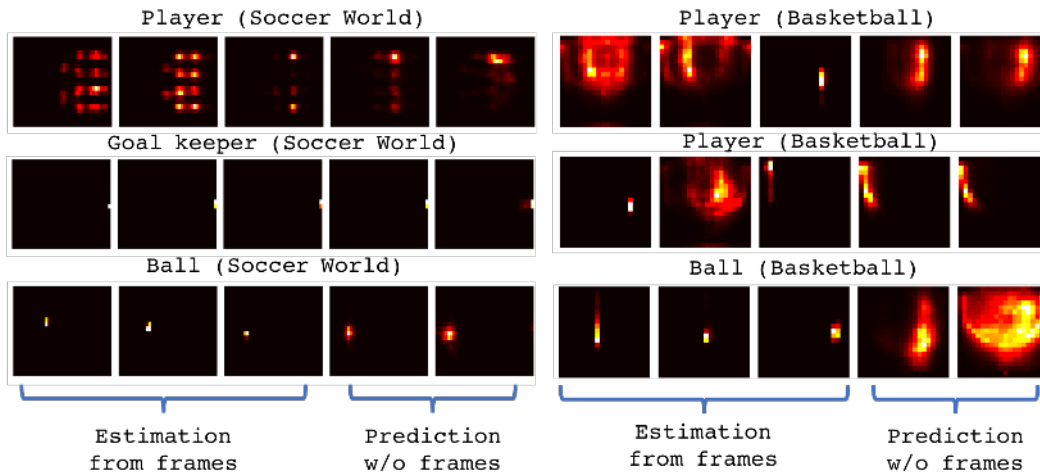 Player (Soccer World)
Goal keeper (Soccer World)
Ball (Soccer World)
Estimation
from frames
Prediction
w/o frames
Player (Basketball)
Player (Basketball)
Ball (Basketball)
Estimation
from frames
Prediction
w/o frames